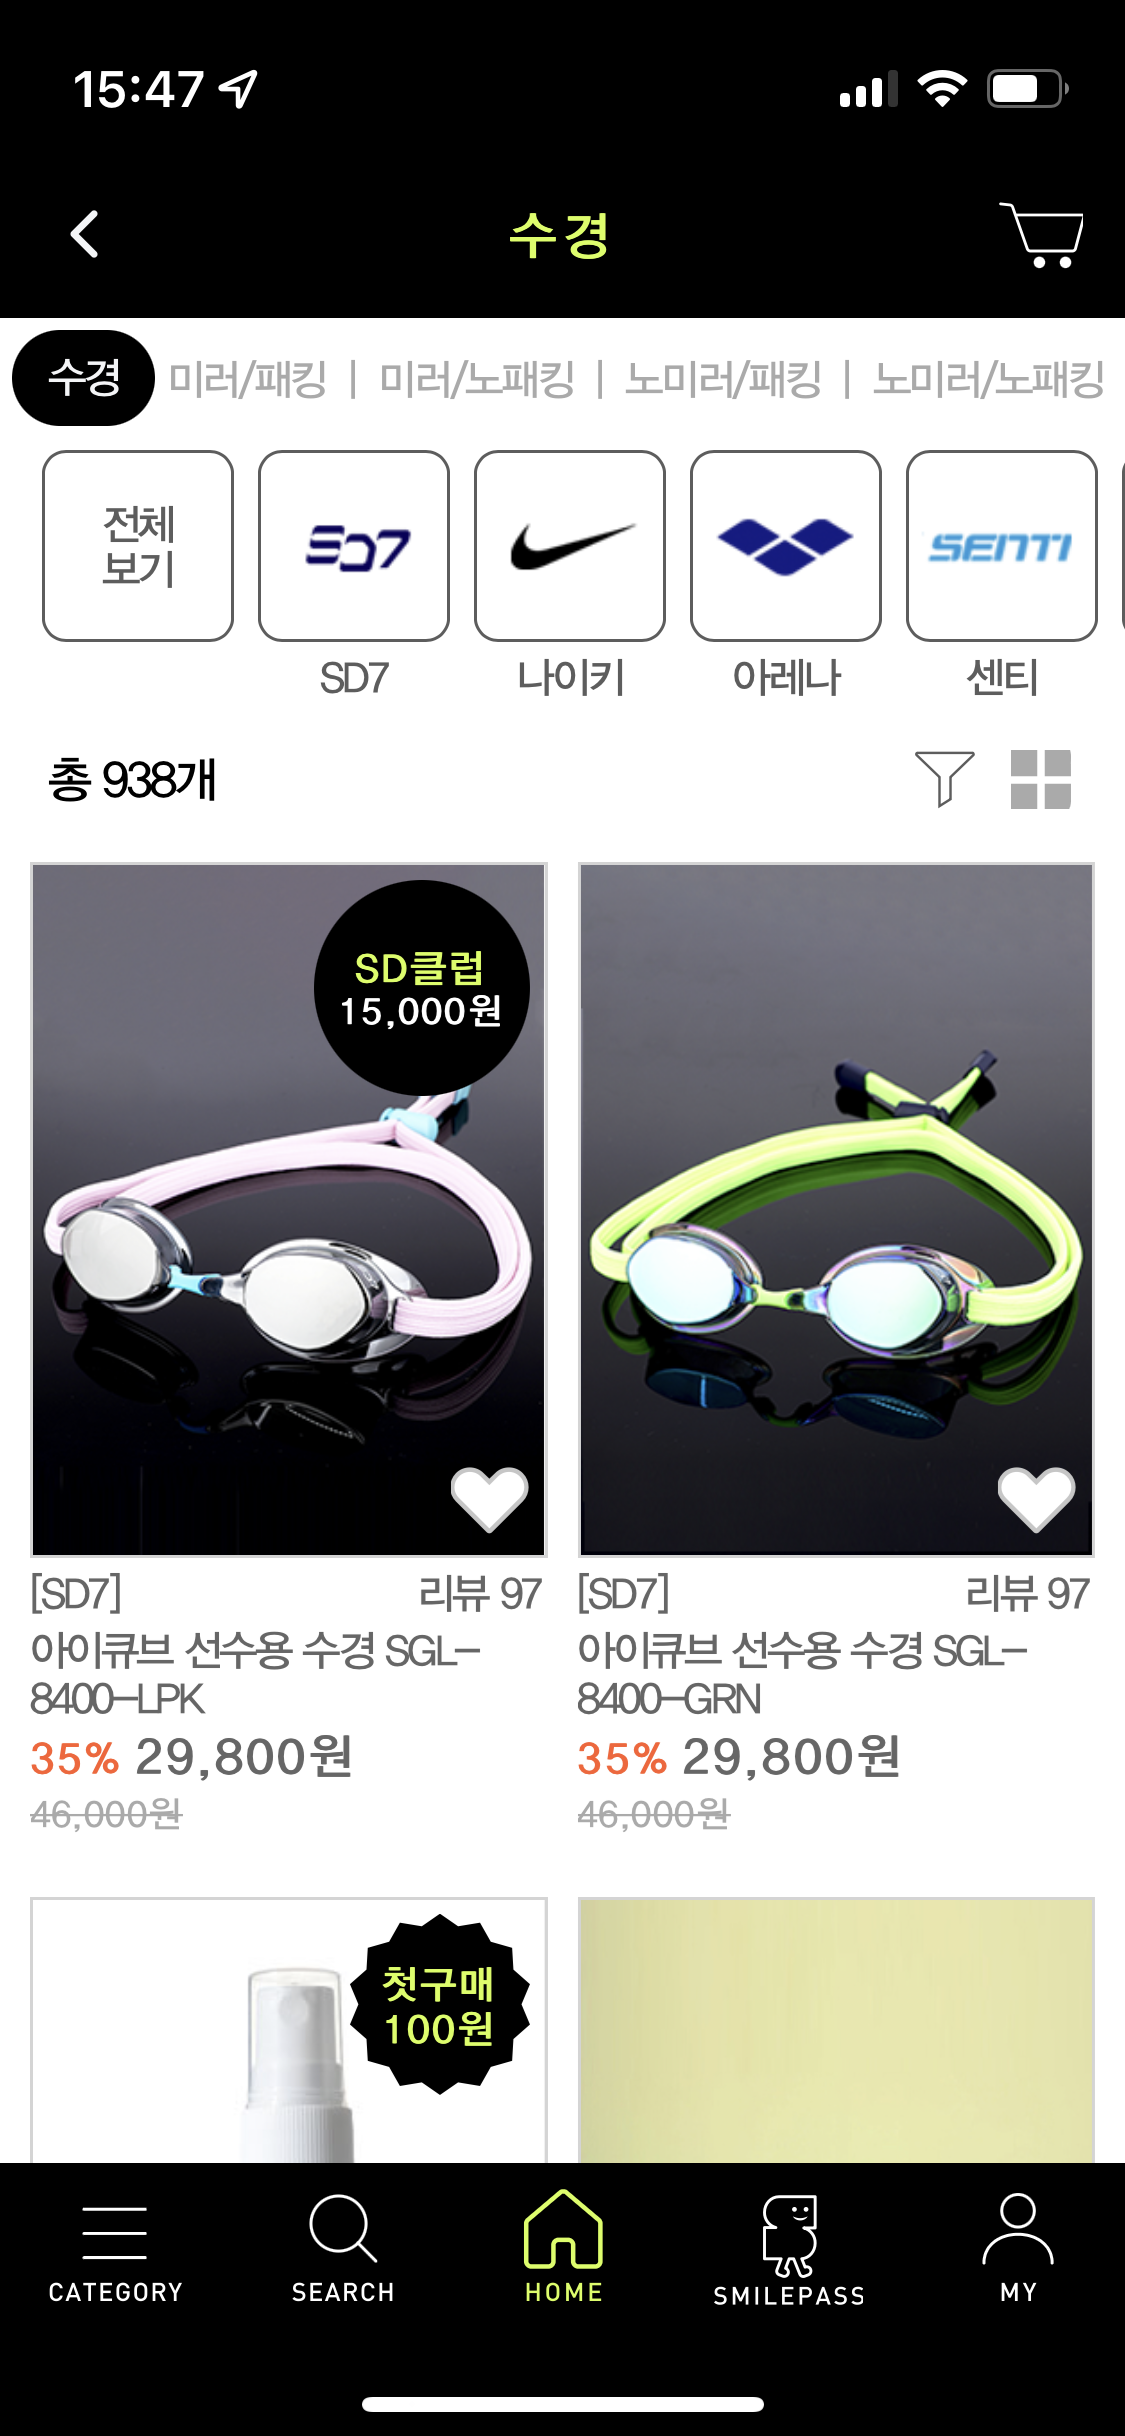 15:47
수경
수경 미러/패킹 | 미러/노패킹 | 노미러/패킹 | 노미러/노패킹
전체
보기
SD7
SENTI
SD7 나이키 아레나 센티
총 938개
SD클럽
15,000원
[SD7] 리뷰 97
아이큐브 선수용 수경 SGL-
8400-LPK
35% 29,800원
46,000원
[SD7] 리뷰 97
아이큐브 선수용 수경 SGL-
8400-GRN
35% 29,800원
46,000원
첫구매
100원
CATEGORY SEARCH HOME SMILEPASS MY